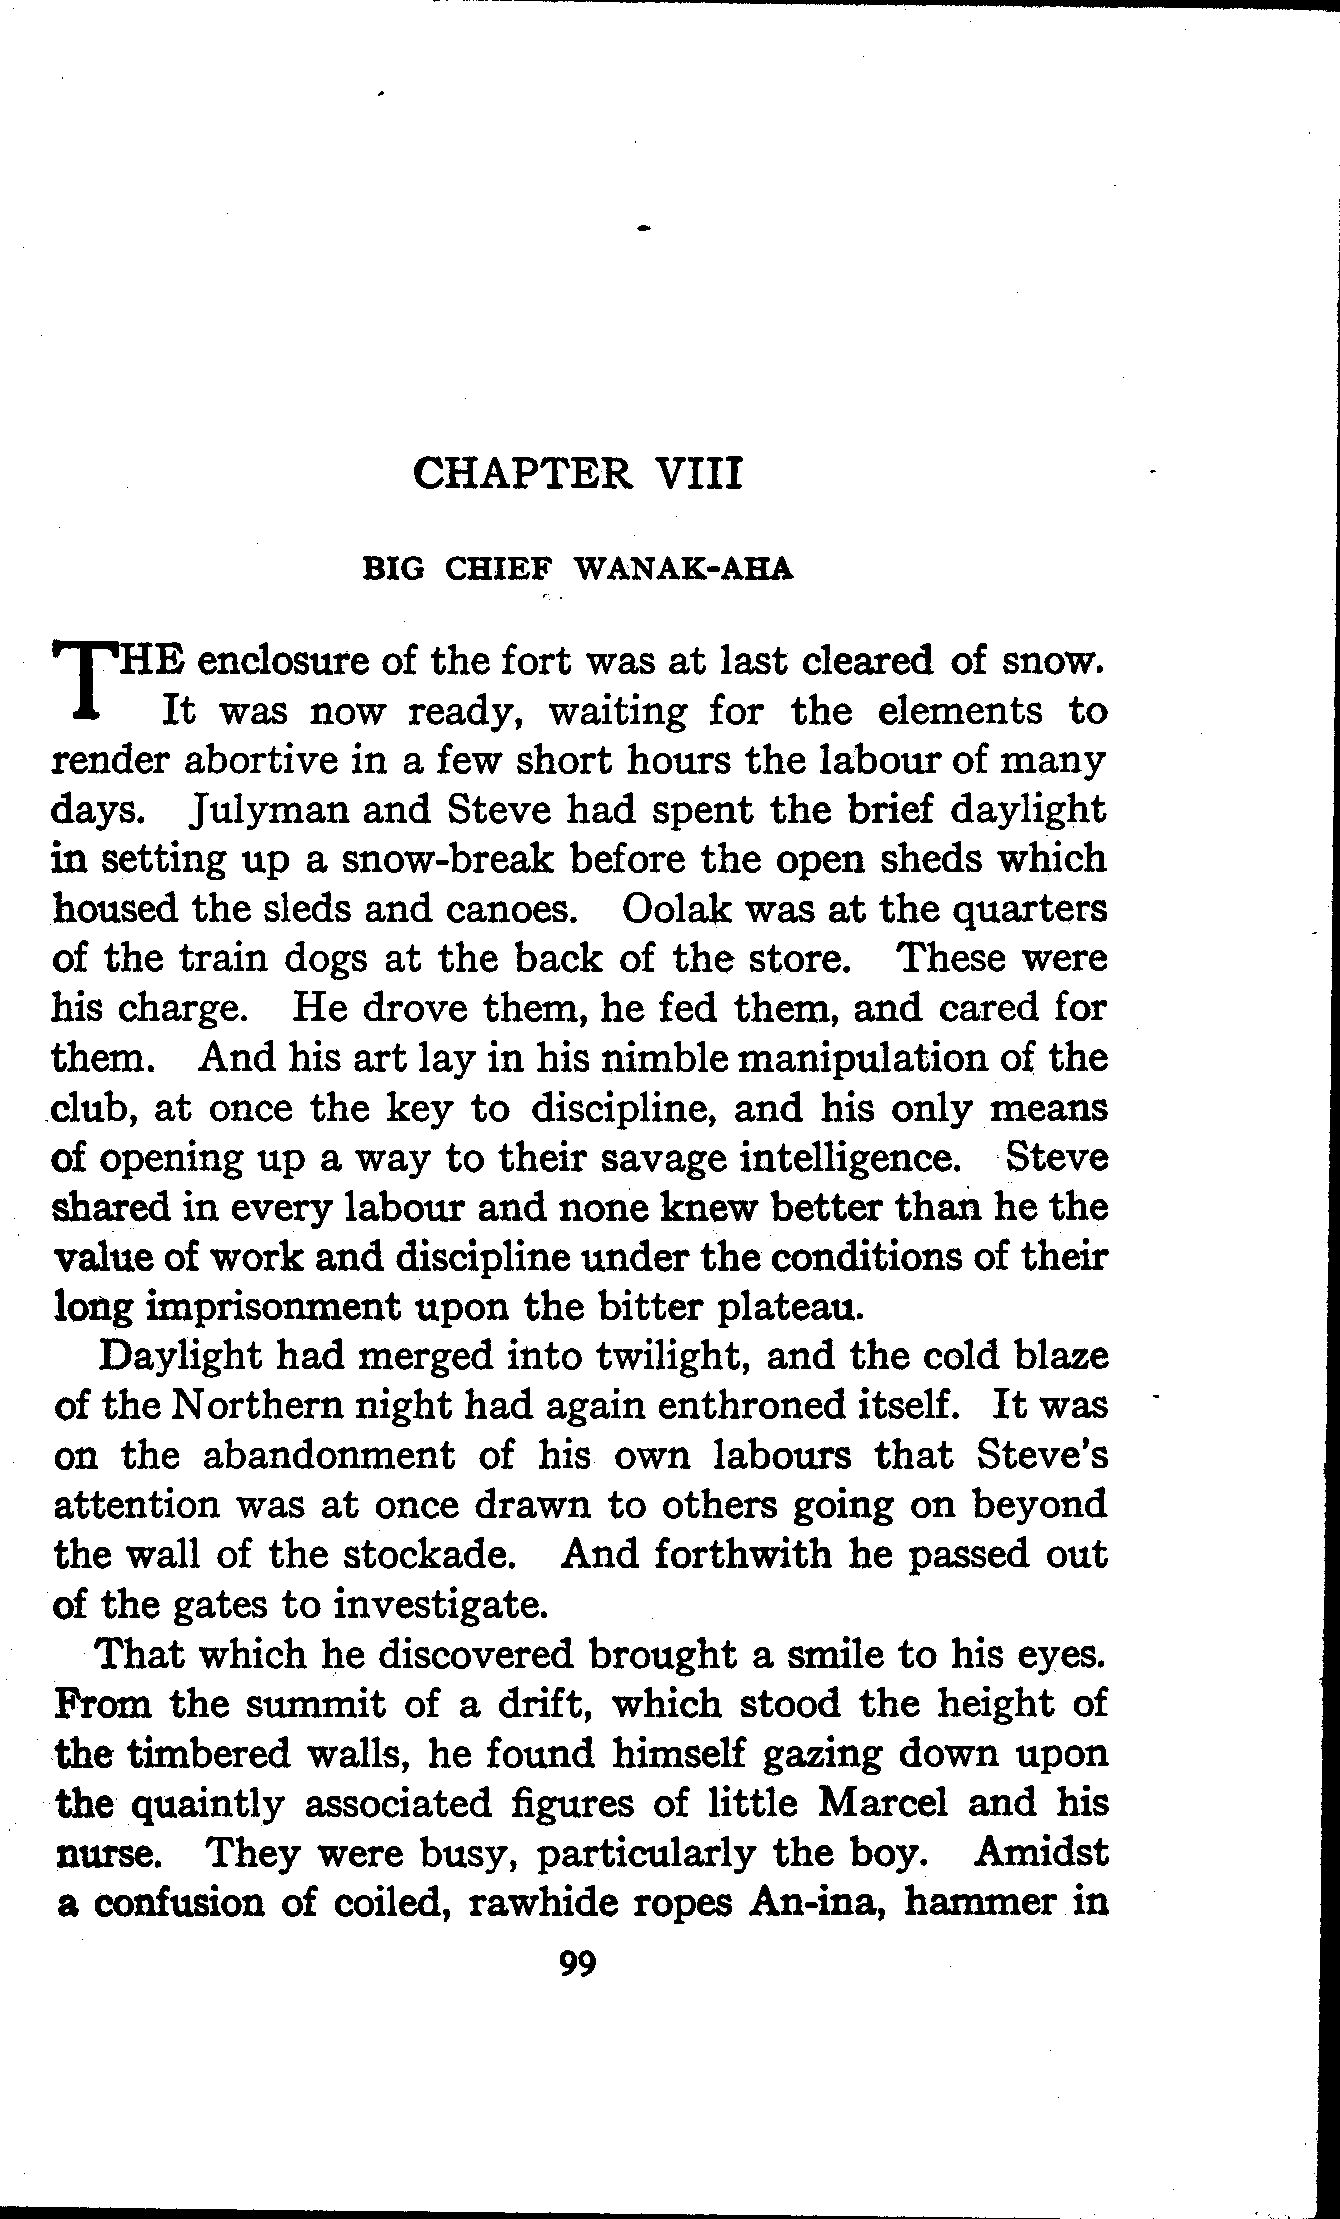 CHAPTER VIII
BIG CHIEF WANAK-AHA
THE enclosure of the fort was at last cleared of snow.
It was now ready, waiting for the elements to
render abortive in a few short hours the labour of many
days. Julyman and Steve had spent the brief daylight
in setting up a snow-break before the open sheds which
housed the sleds and canoes. Oolak was at the quarters
of the train dogs at the back of the store. These were
his charge. He drove them, he fed them, and cared for
them. And his art lay in his nimble manipulation of the
club, at once the key to discipline, and his only means
of opening up a way to their savage intelligence. Steve
shared in every labour and none knew better than he the
value of work and discipline under the conditions of their
long imprisonment upon the bitter plateau.
Daylight had merged into twilight, and the cold blaze
of the Northern night had again enthroned itself. It was
on the abandonment of his own labours that Steve's
attention was at once drawn to others going on beyond
the wall of the stockade. And forthwith he passed out
of the gates to investigate.
That which he discovered brought a smile to his eyes.
From the summit of a drift, which stood the height of
the timbered walls, he found himself gazing down upon
the quaintly associated figures of little Marcel and his
nurse. They were busy, particularly the boy. Amidst
a confusion of coiled, rawhide ropes An-ina, hammer in
99